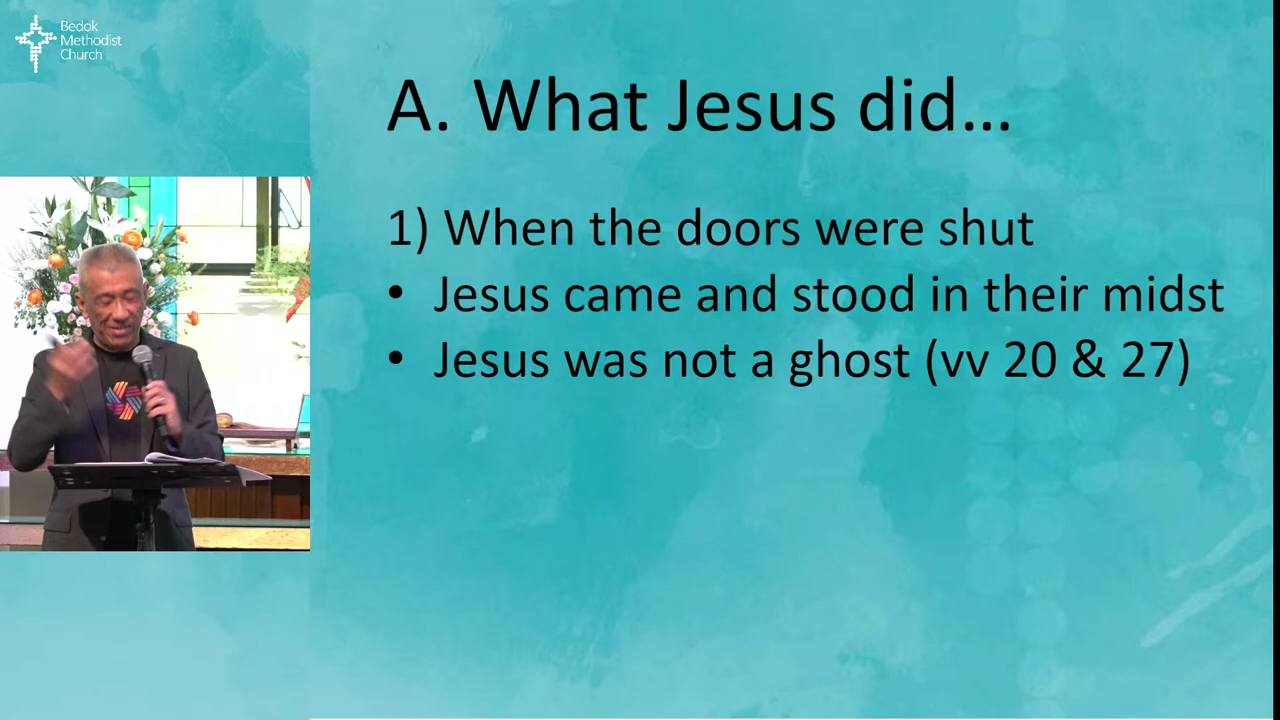 Bedok
Methodist
Church
A. What Jesus did...
1) When the doors were shut
• Jesus came and stood in their midst
• Jesus was not a ghost (vv 20 & 27)